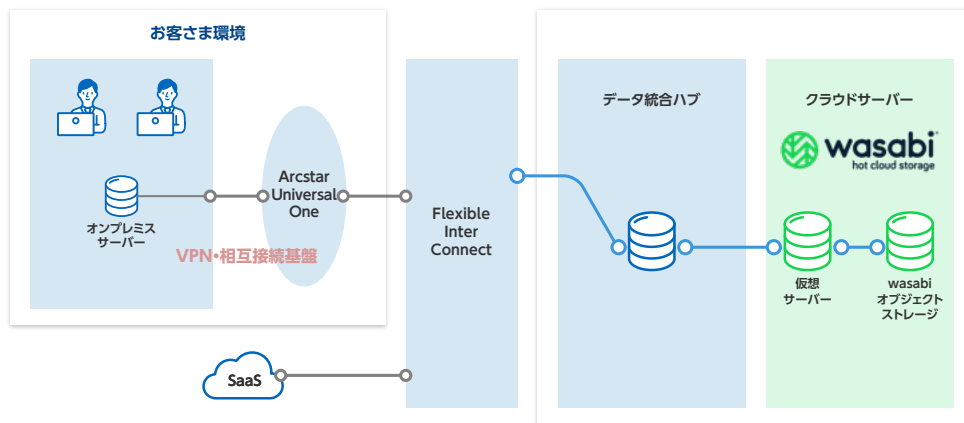 お客さま環境
オンプレミス
サーバー
Arcstar
Universal
One
VPN・相互接続基盤
SaaS
Flexible
Inter
Connect
データ統合ハブ
クラウドサーバー
wasabi
hot cloud storage
仮想
サーバー
wasabi
オブジェクト
ストレージ